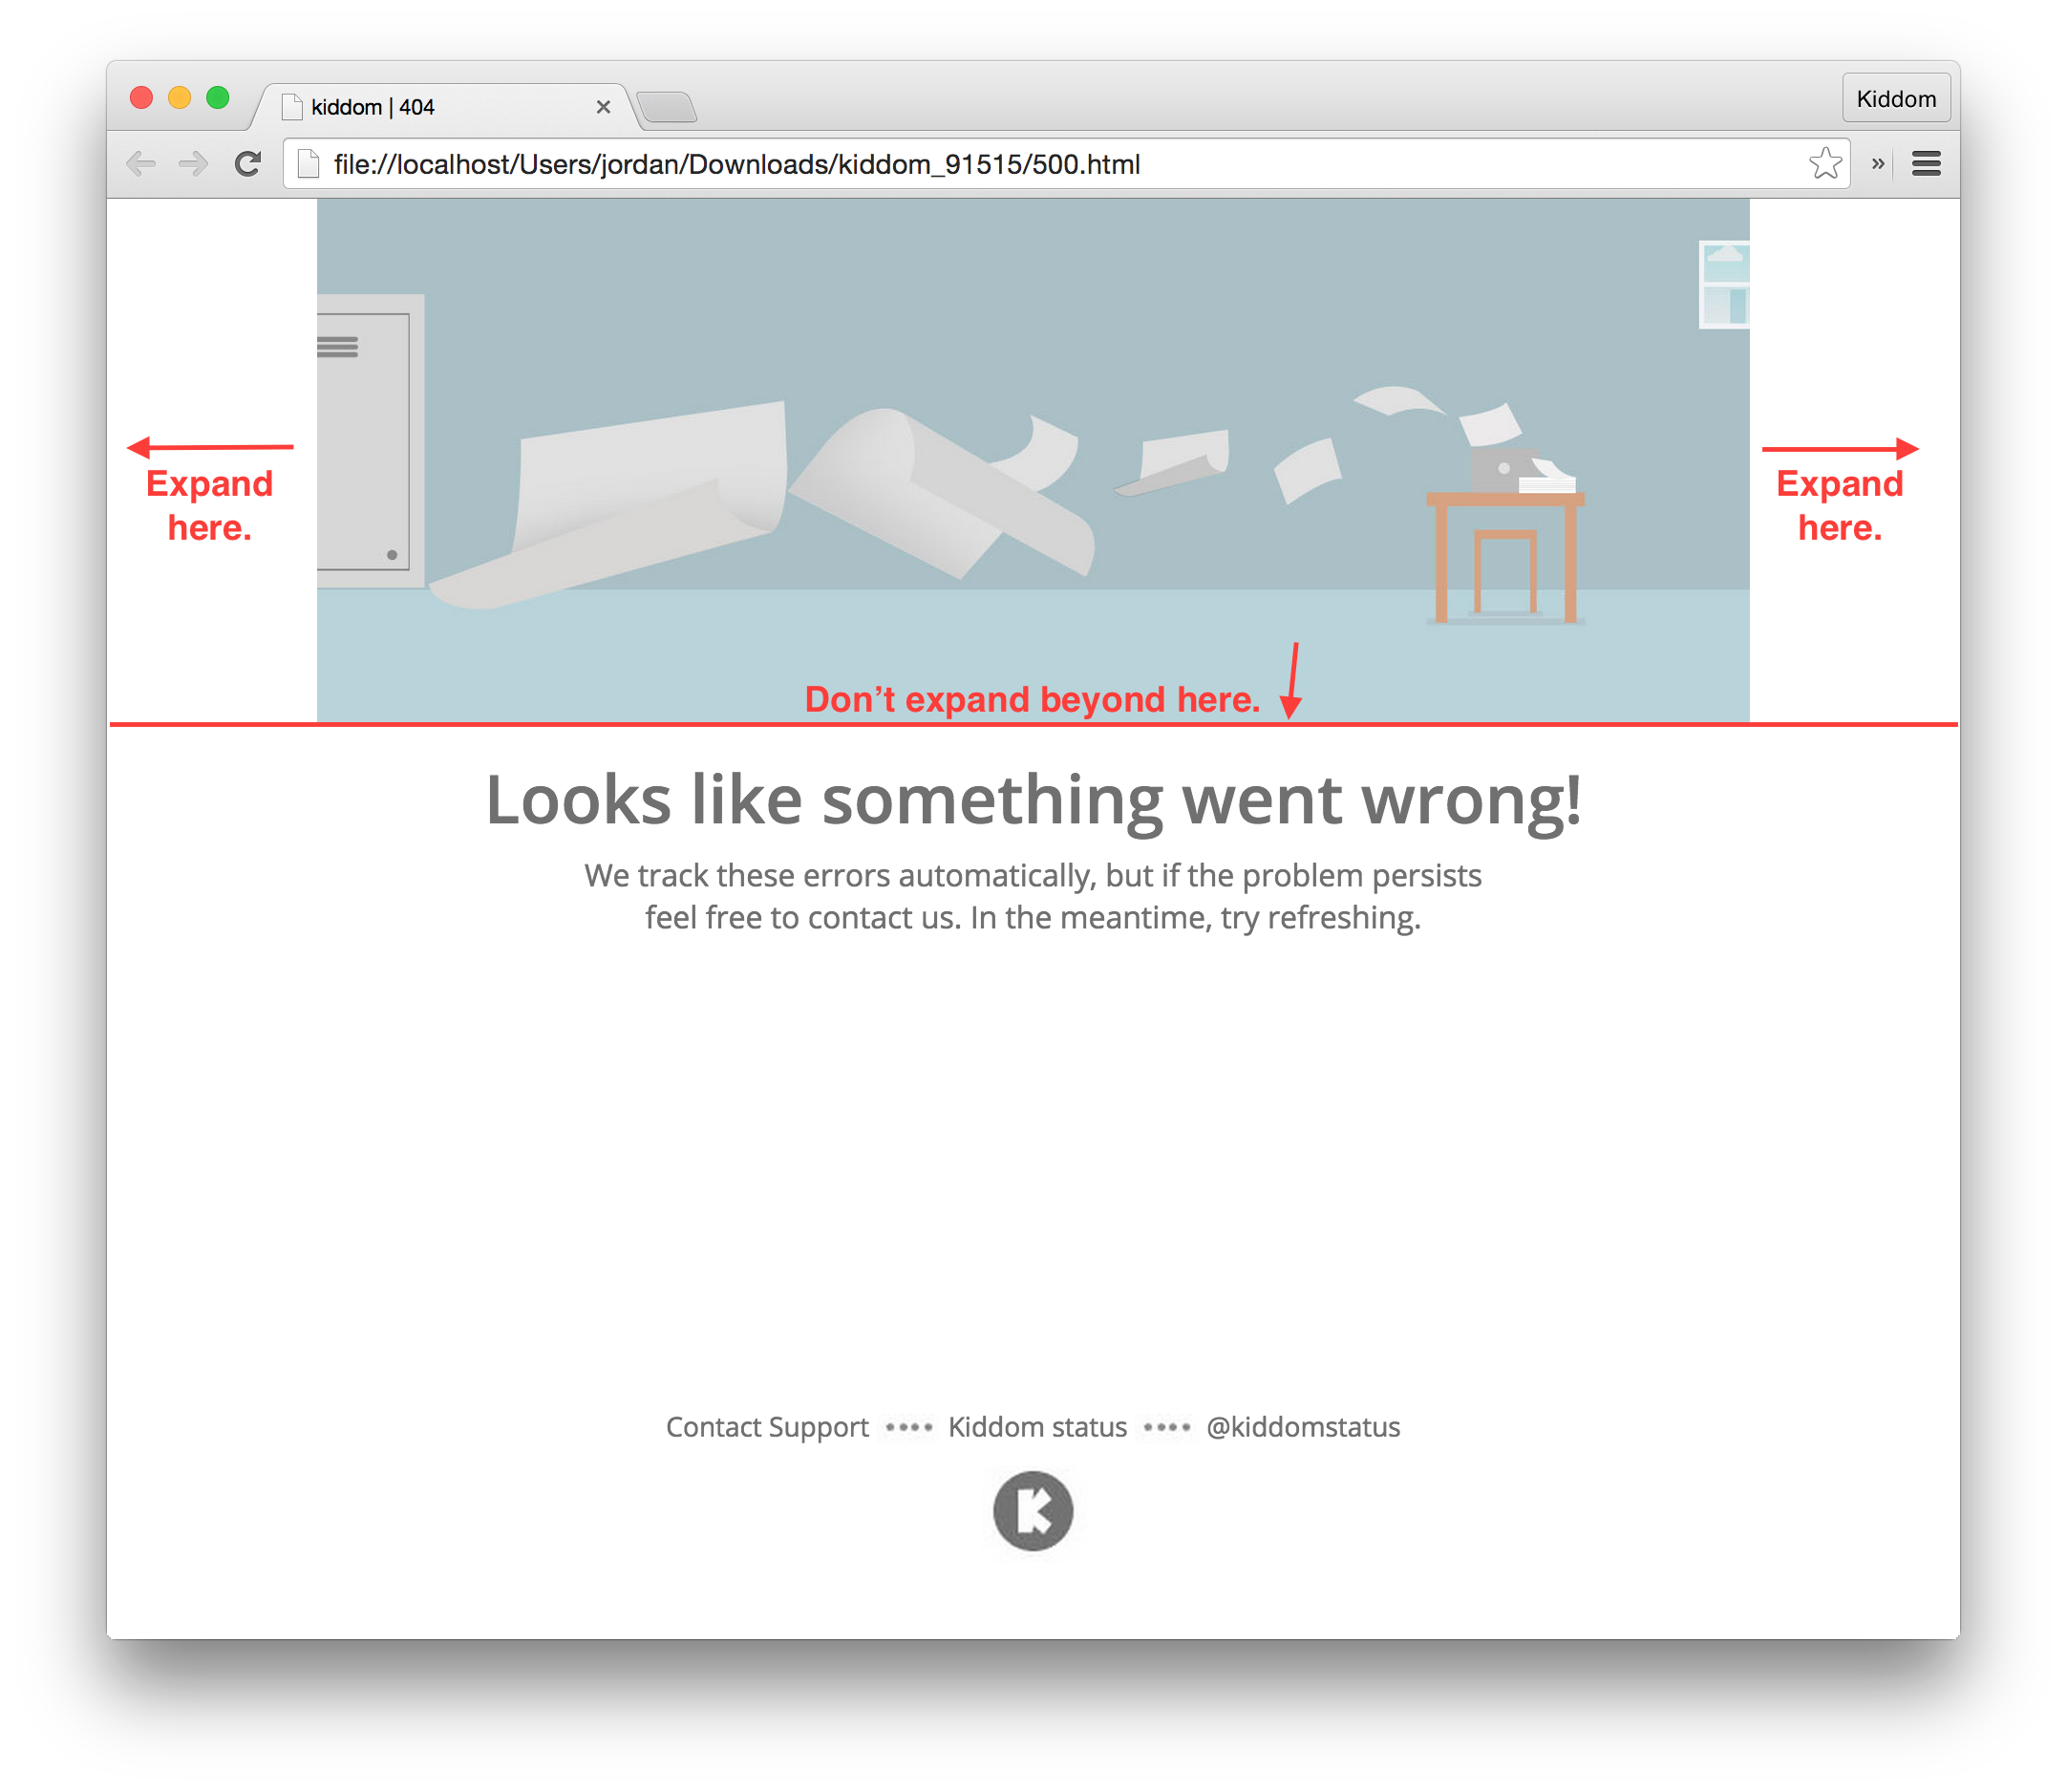 kiddom | 404
Kiddom
file://localhost/Users/jordan/Downloads/kiddom_91515/500.html
»
Expand
here.
Expand
here.
Don’t expand beyond here.
Looks like something went wrong!
We track these errors automatically, but if the problem persists
feel free to contact us. In the meantime, try refreshing.
Contact Support •••• Kiddom status •••• @kiddomstatus
K